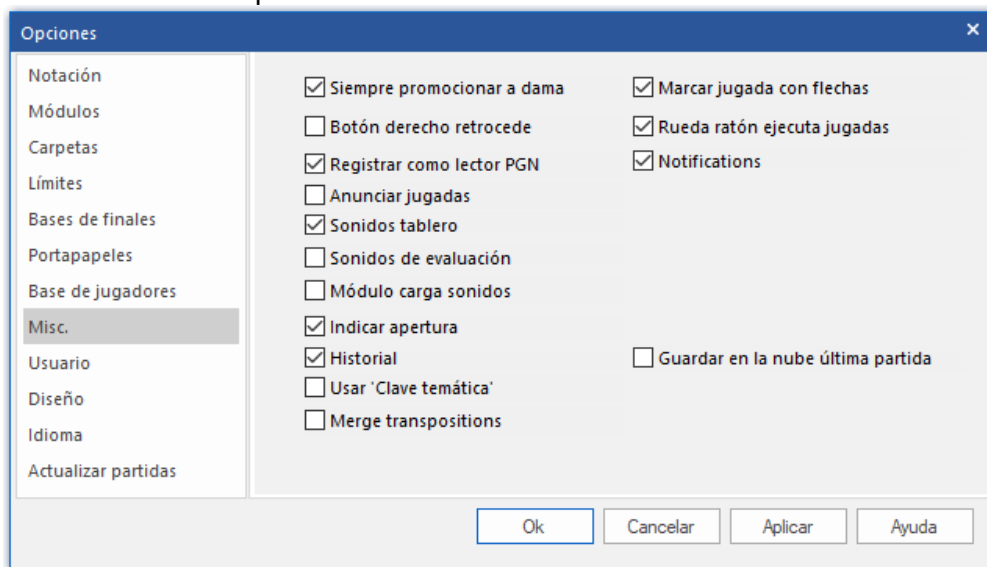 Opciones
Notación
Módulos
Carpetas
Límites
Bases de finales
Portapapeles
Base de jugadores
Misc.
Usuario
Diseño
Idioma
Actualizar partidas
Siempre promocionar a dama
Botón derecho retrocede
Registrar como lector PGN
Anunciar jugadas
Sonidos tablero
Sonidos de evaluación
Módulo carga sonidos
Indicar apertura
Historial
Usar 'Clave temática'
Merge transpositions
Marcar jugada con flechas
Rueda ratón ejecuta jugadas
Notifications
Guardar en la nube última partida
Ok
Cancelar
Aplicar
Ayuda